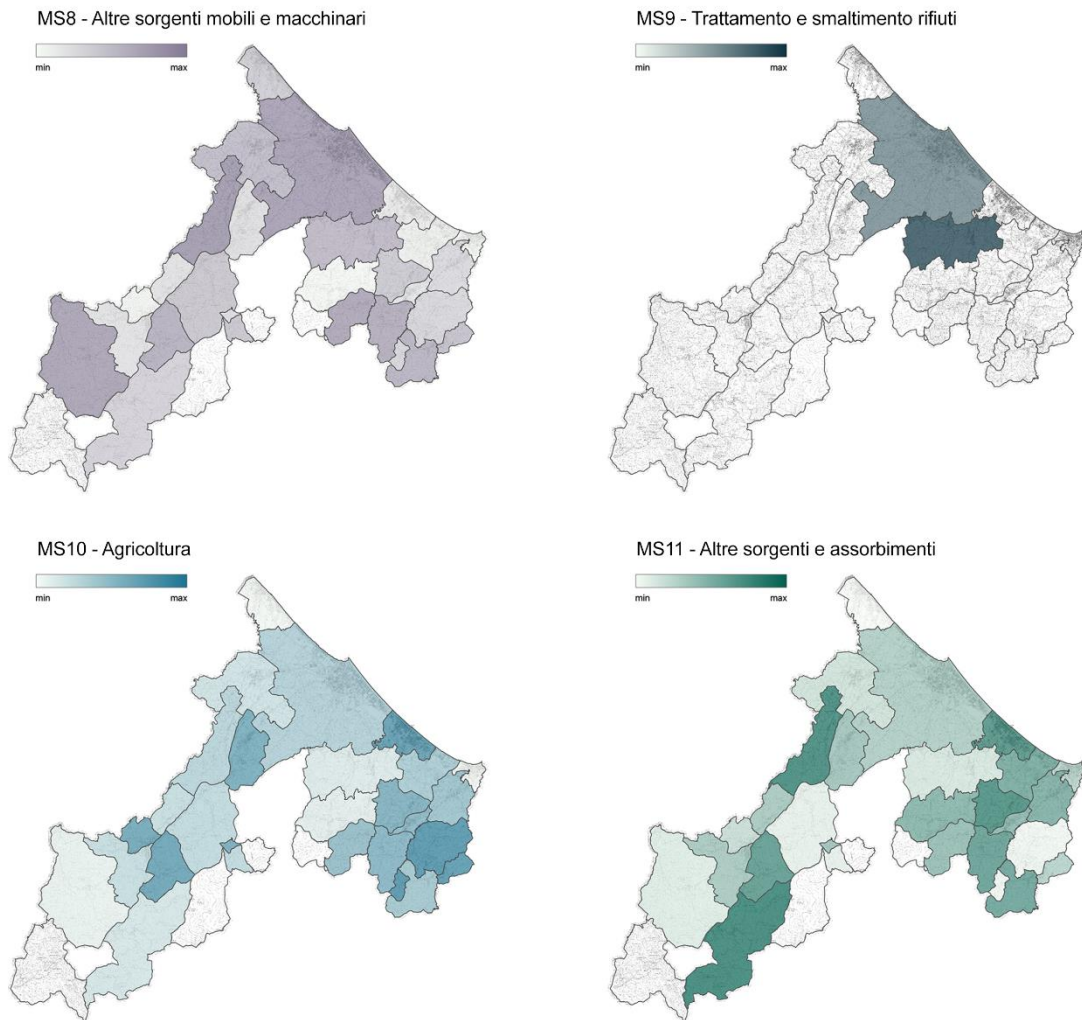 MS8 - Altre sorgenti mobili e macchinari
min max
MS9 - Trattamento e smaltimento rifiuti
min max
MS10 - Agricoltura
min max
MS11 - Altre sorgenti e assorbimenti
min max